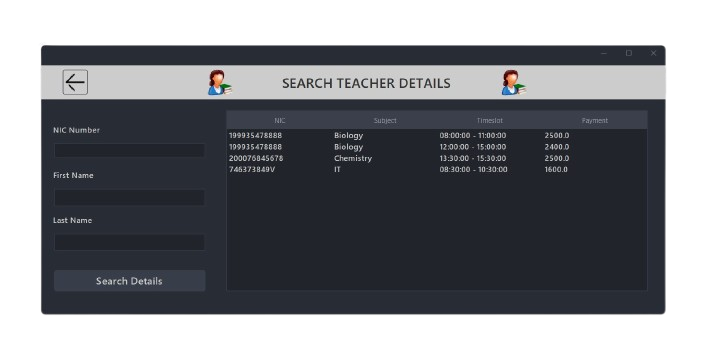 SEARCH TEACHER DETAILS
NIC Number
First Name
Last Name
Search Details
NIC Subject Timeslot Payment
199935478888 Biology 08:00:00 - 11:00:00 2500.0
199935478888 Biology 12:00:00 - 15:00:00 2400.0
200076845678 Chemistry 13:30:00 - 15:30:00 2500.0
746373849V IT 08:30:00 - 10:30:00 1600.0